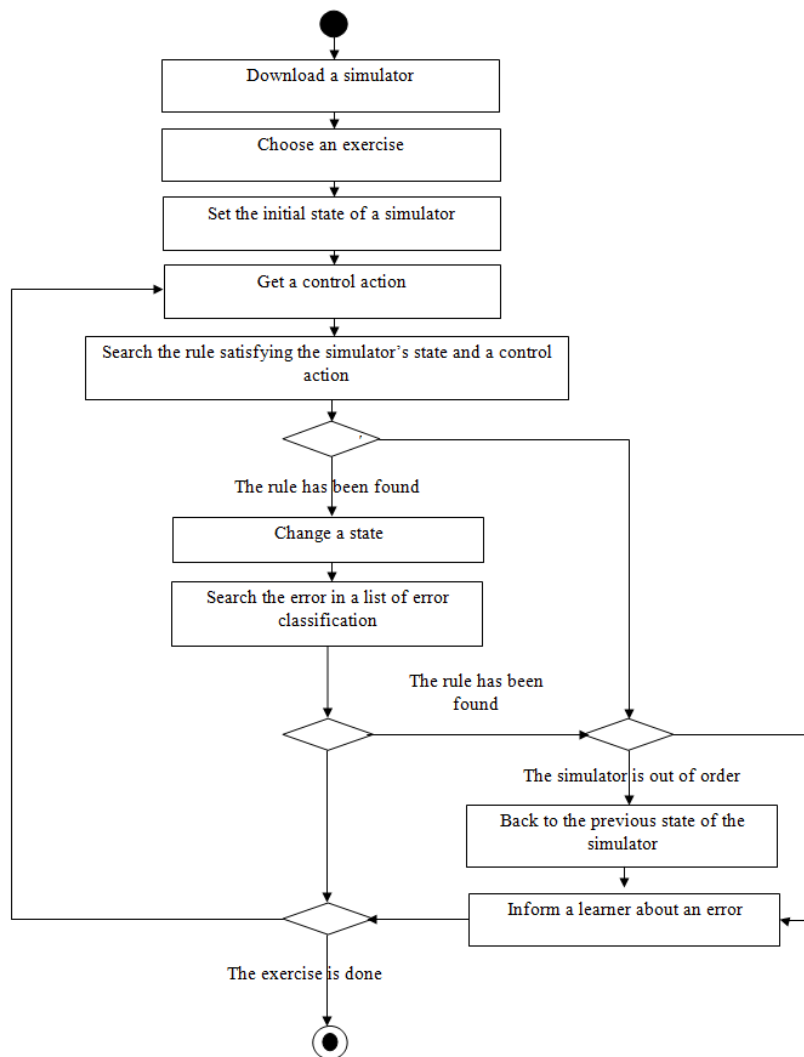 Download a simulator
Choose an exercise
Set the initial state of a simulator
Get a control action
Search the rule satisfying the simulator's state and a control
action
The rule has been found
Change a state
Search the error in a list of error
classification
The rule has been
found
The simulator is out of order
Back to the previous state of the
simulator
Inform a learner about an error
The exercise is done